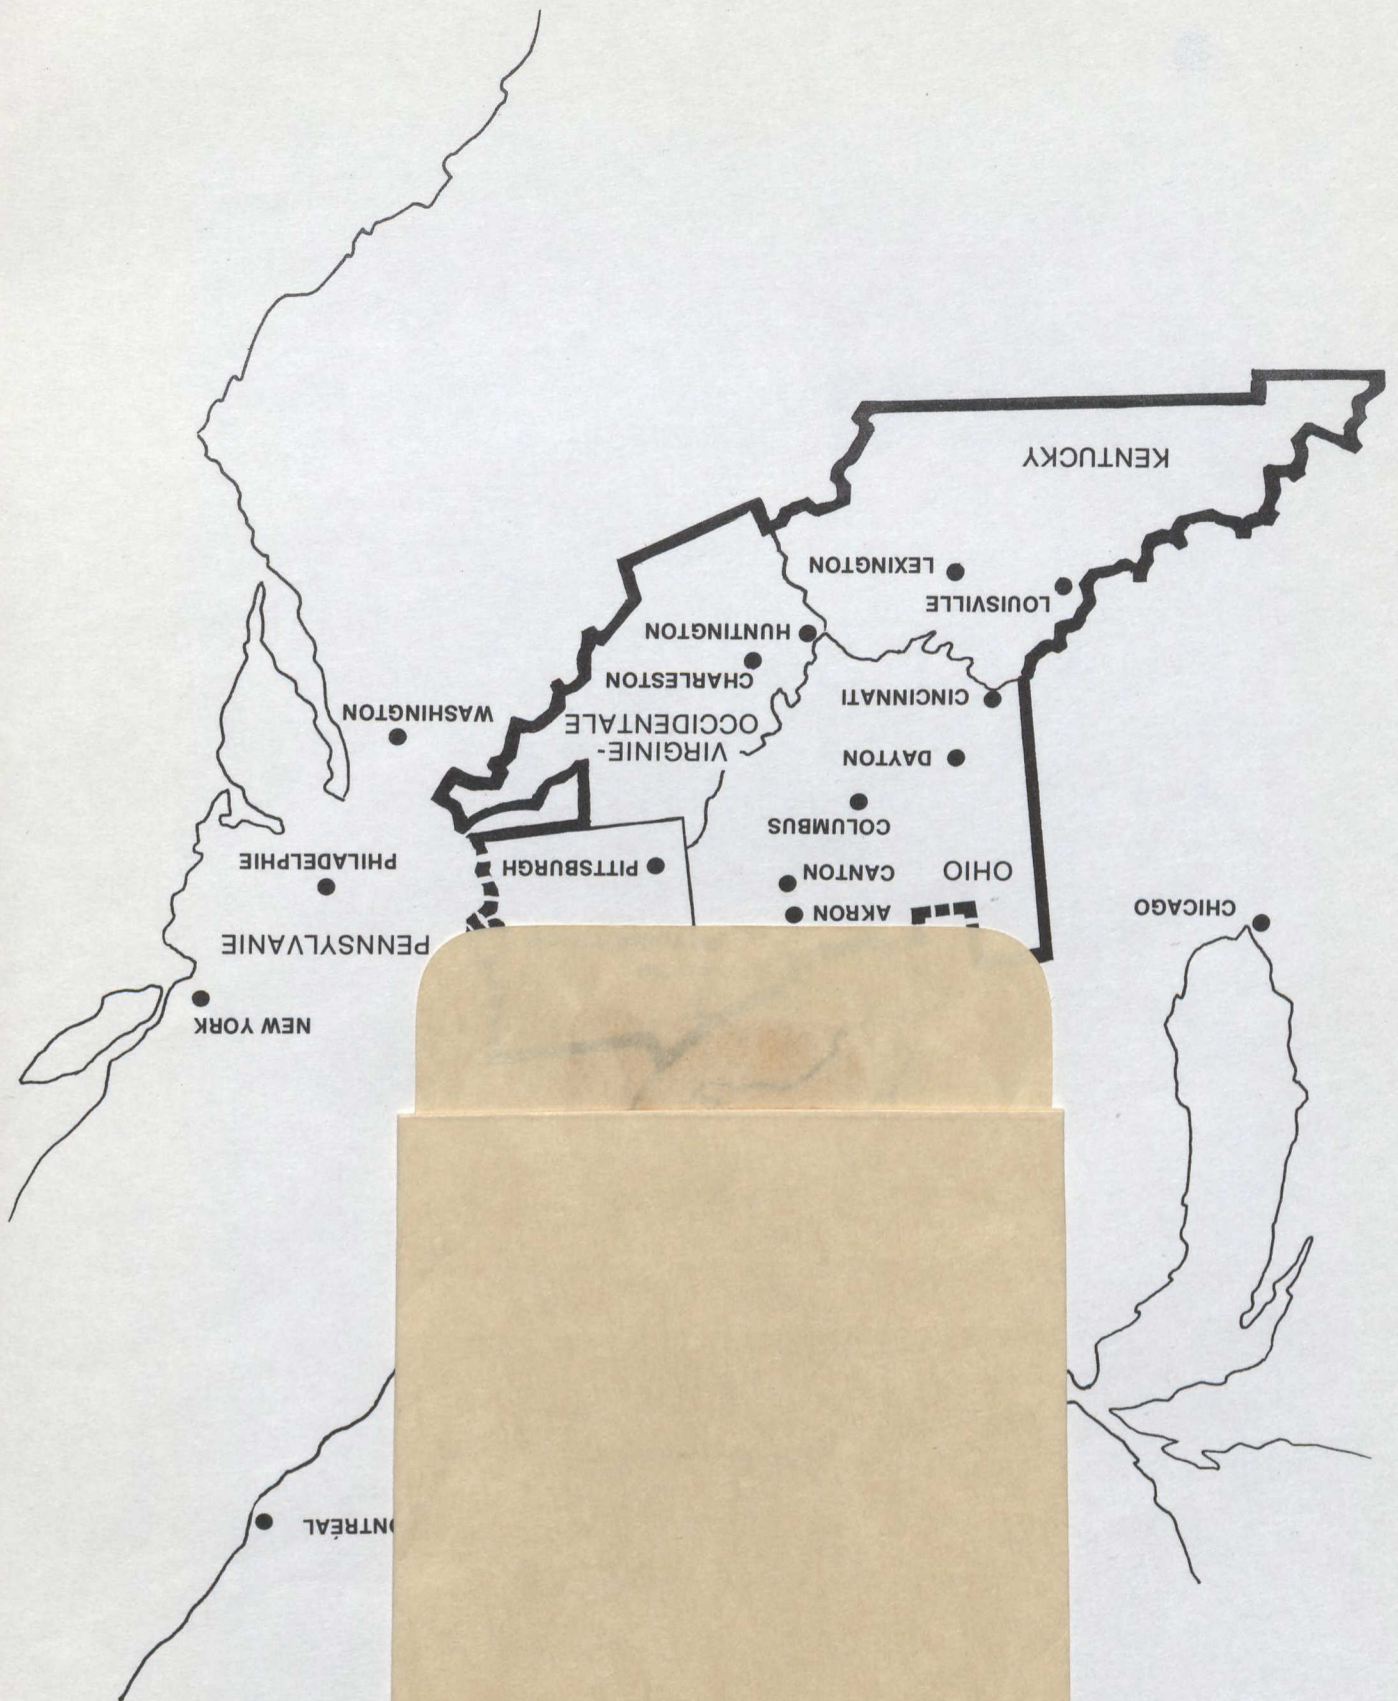 ONTRÉAL
NEW YORK
PENNSYLVANIE
AKRON
CHICAGO
CANTON
OHIO
PITTSBURGH
PHILADELPHIE
COLUMBUS
DAYTON
VIRGINIE-
OCCIDENTALE
WASHINGTON
CINCINNATI
CHARLESTON
HUNTINGTON
LOUISVILLE
LEXINGTON
KENTUCKY